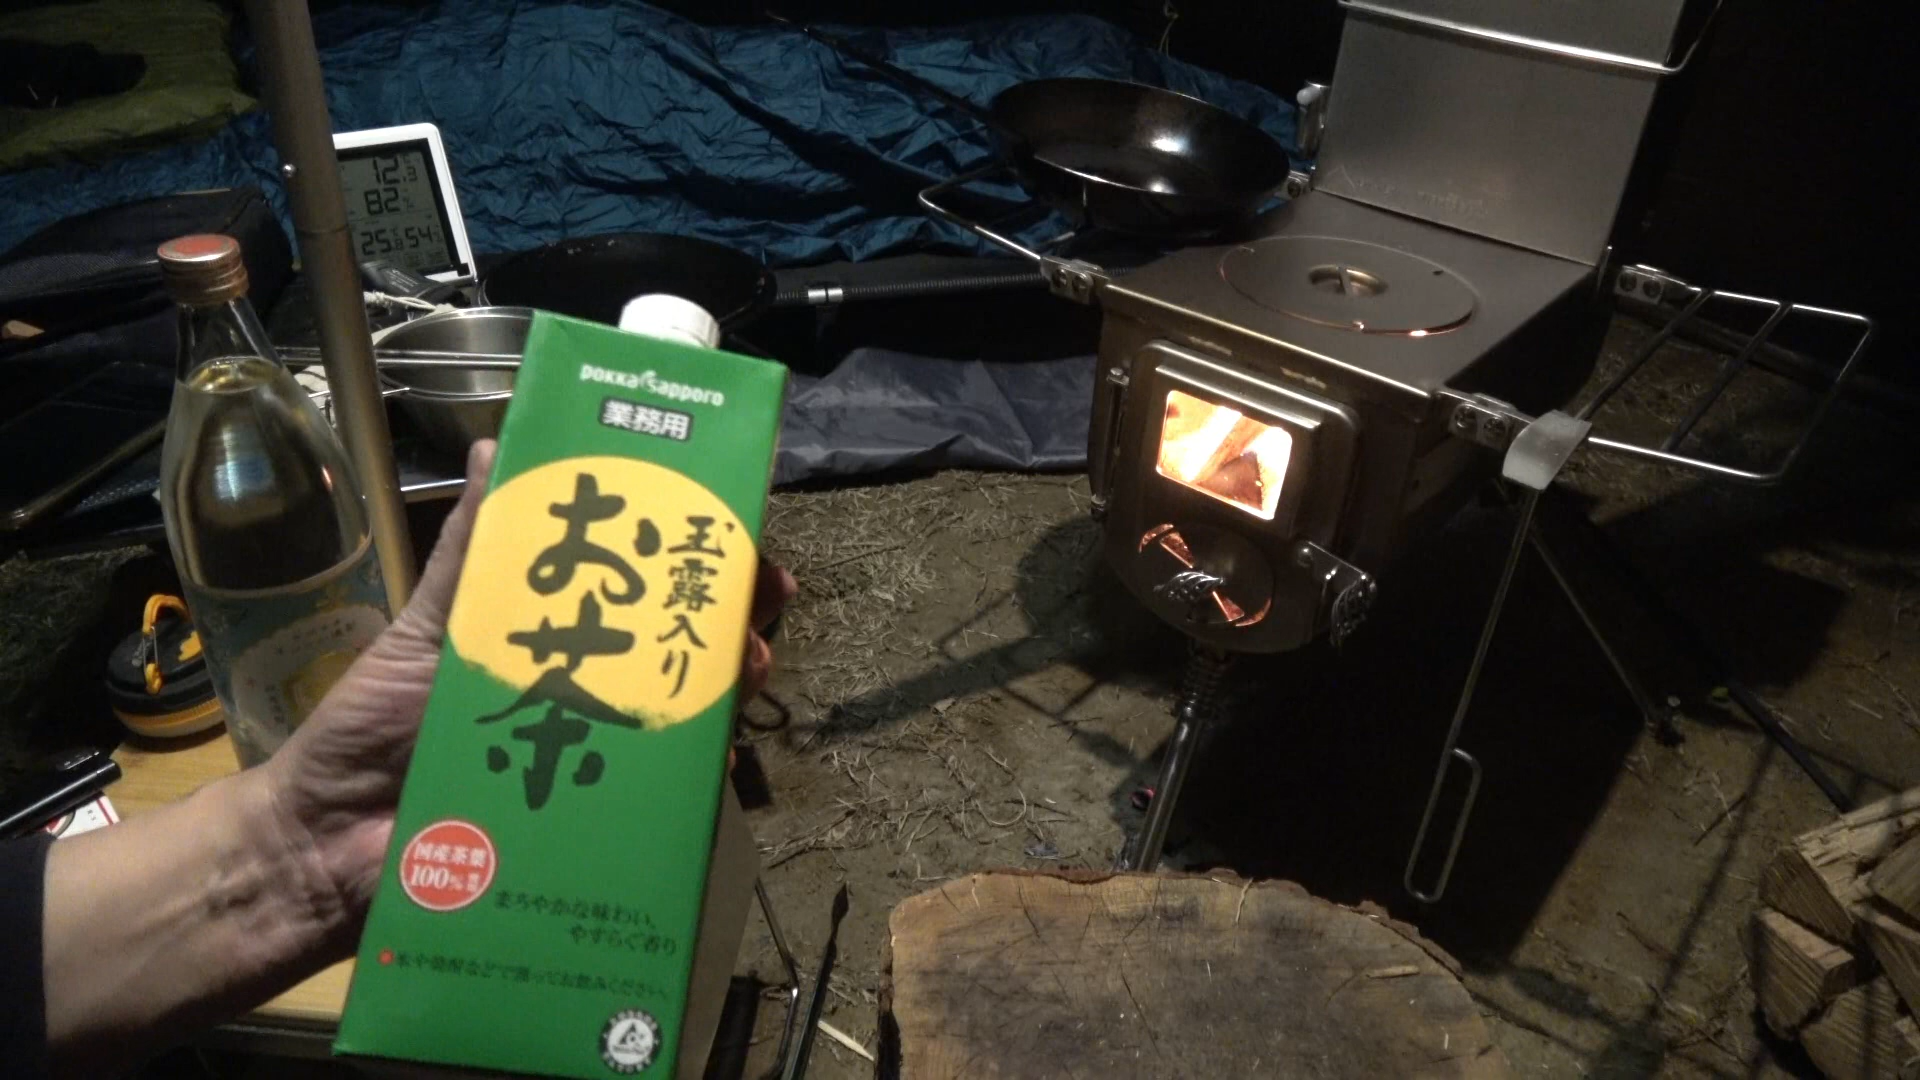 12.3
82%
25.8 54
pokka sapporo
業務用
玉露入り
お茶
国産茶葉
100%
まろやかな味わい、
やすらぐ香り